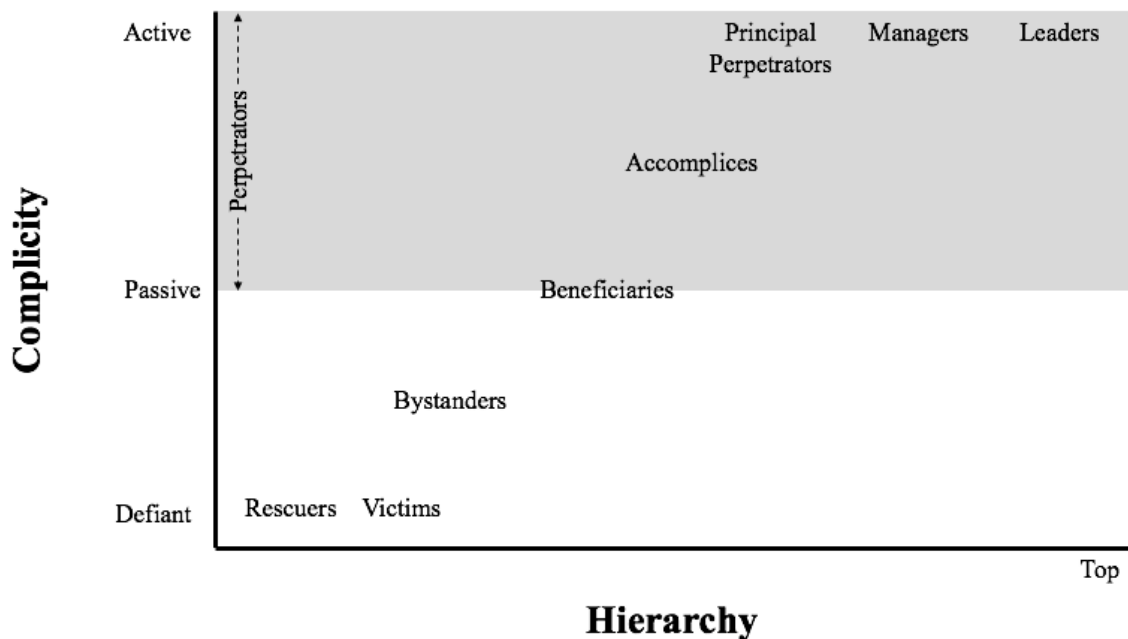 Active
Principal
Perpetrators
Managers
Leaders
Perpetrators
Accomplices
Complicity
Passive
Beneficiaries
Bystanders
Defiant
Rescuers
Victims
Top
Hierarchy